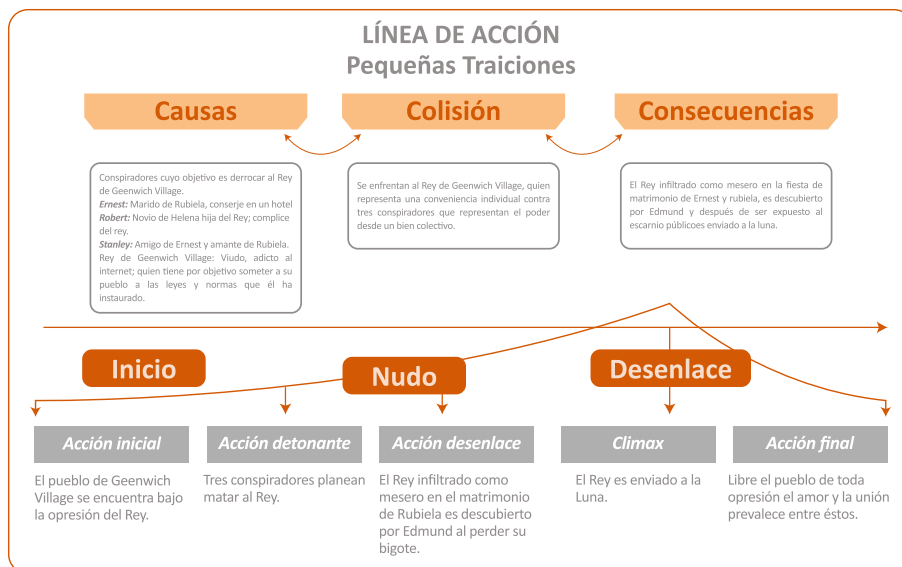 LÍNEA DE ACCIÓN
Pequeñas Traiciones
Causas
Colisión
Consecuencias
Conspiradores cuyo objetivo es derrocar al Rey
de Geenwich Village.
Ernest: Marido de Rubiela, conserje en un hotel
Robert: Novio de Helena hija del Rey; complice
del rey.
Stanley: Amigo de Ernest y amante de Rubiela.
Rey de Geenwich Village: Viudo, adicto al
internet; quien tiene por objetivo someter a su
pueblo a las leyes y normas que él ha
instaurado.
Se enfrentan al Rey de Greenwich Village, quien
representa una conveniencia individual contra
tres conspiradores que representan el poder
desde un bien colectivo.
El Rey infiltrado como mesero en la fiesta de
matrimonio de Ernest y rubiela, es descubierto
por Edmund y después de ser expuesto al
escarnio públicoes enviado a la luna.
Inicio
Nudo
Desenlace
Acción inicial
El pueblo de Geenwich
Village se encuentra bajo
la opresión del Rey.
Acción detonante
Tres conspiradores planean
matar al Rey.
Acción desenlace
El Rey infiltrado como
mesero en el matrimonio
de Rubiela es descubierto
por Edmund al perder su
bigote.
Climax
El Rey es enviado a la
Luna.
Acción final
Libre el pueblo de toda
opresión el amor y la unión
prevalece entre éstos.